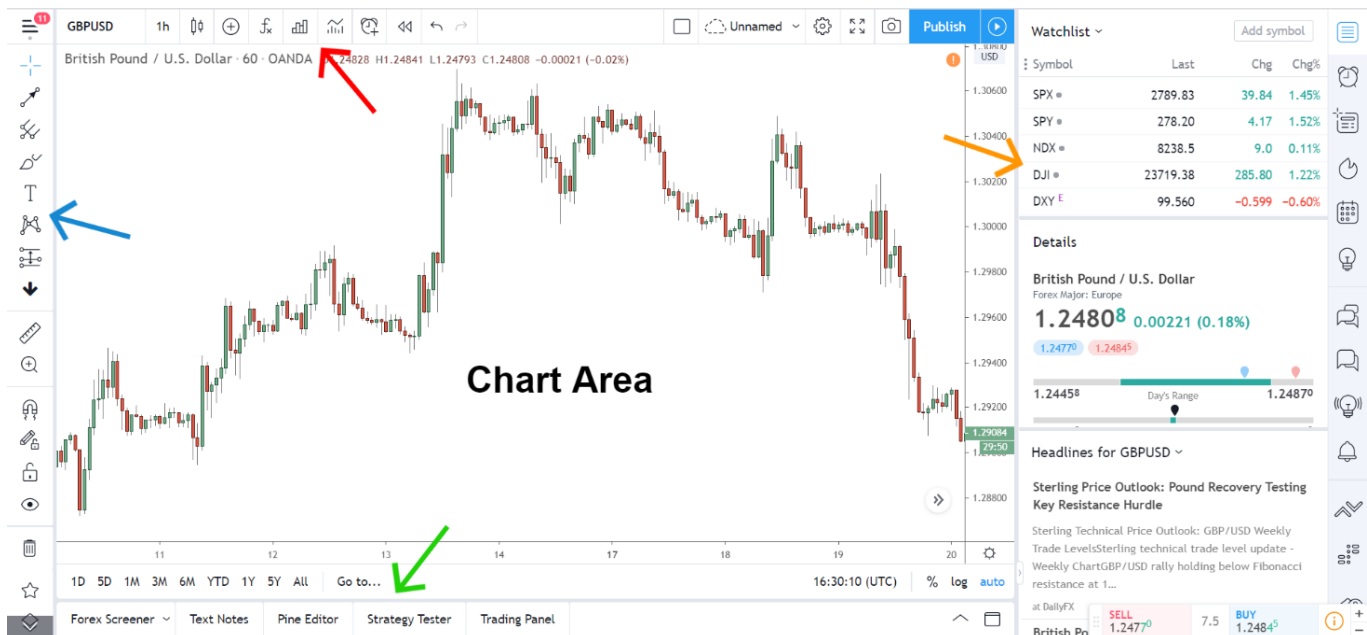 11
GBPUSD 1h Unnamed Publish
British Pound / U.S. Dollar · 60 · OANDA 1.24828 H1.24841 L1.24793 C1.24808 −0.00021 (−0.02%)
USD
1.30600
1.30400
1.30200
1.30000
1.29800
1.29600
1.29400
1.29200
1.29084
29:50
1.28800
Chart Area
11 12 13 14 17 18 19 20
1D 5D 1M 3M 6M YTD 1Y 5Y All Go to... 16:30:10 (UTC) % log auto
Forex Screener Text Notes Pine Editor Strategy Tester Trading Panel
Watchlist Add symbol
Symbol Last Chg Chg%
SPX 2789.83 39.84 1.45%
SPY 278.20 4.17 1.52%
NDX 8238.5 9.0 0.11%
DJI 23719.38 285.80 1.22%
DXY E 99.560 −0.599 −0.60%
Details
British Pound / U.S. Dollar
Forex Major: Europe
1.24808 0.00221 (0.18%)
1.24770 1.24845
1.24458 Day's Range 1.24870
Headlines for GBPUSD
Sterling Price Outlook: Pound Recovery Testing
Key Resistance Hurdle
Sterling Technical Price Outlook: GBP/USD Weekly
Trade LevelsSterling technical trade level update -
Weekly ChartGBP/USD rally holding below Fibonacci
resistance at 1...
at DailyFX
British Po
SELL
1.24770
7.5
BUY
1.24845